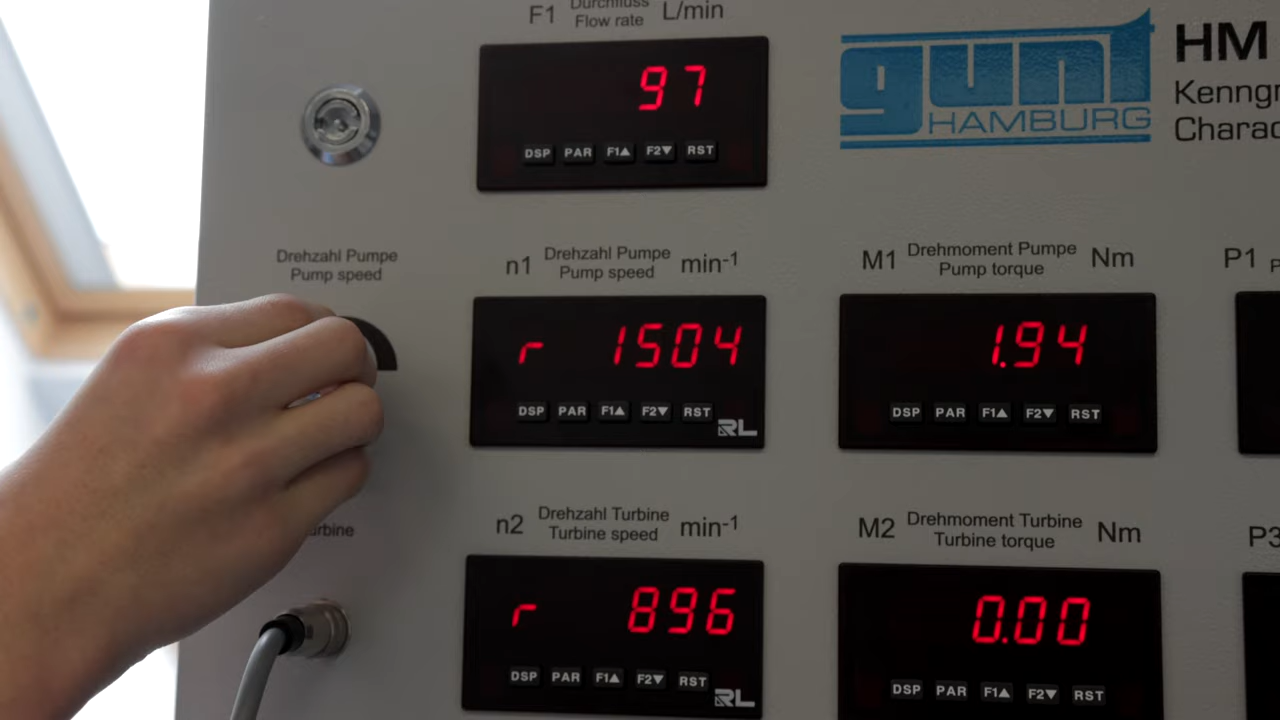 F1 Durchfluss L/min
Flow rate
97
DSP PAR F1▲ F2▼ RST
gunt
HAMBURG
HM
Kenngr
Charac
Drehzahl Pumpe
Pump speed
n1 Drehzahl Pumpe min-1
Pump speed
r 1504
DSP PAR F1▲ F2▼ RST
RL
M1 Drehmoment Pumpe Nm
Pump torque
1.94
DSP PAR F1▲ F2▼ RST
P1
urbine
n2 Drehzahl Turbine min-1
Turbine speed
r 896
DSP PAR F1▲ F2▼ RST
RL
M2 Drehmoment Turbine Nm
Turbine torque
0.00
DSP PAR F1▲ F2▼ RST
P3